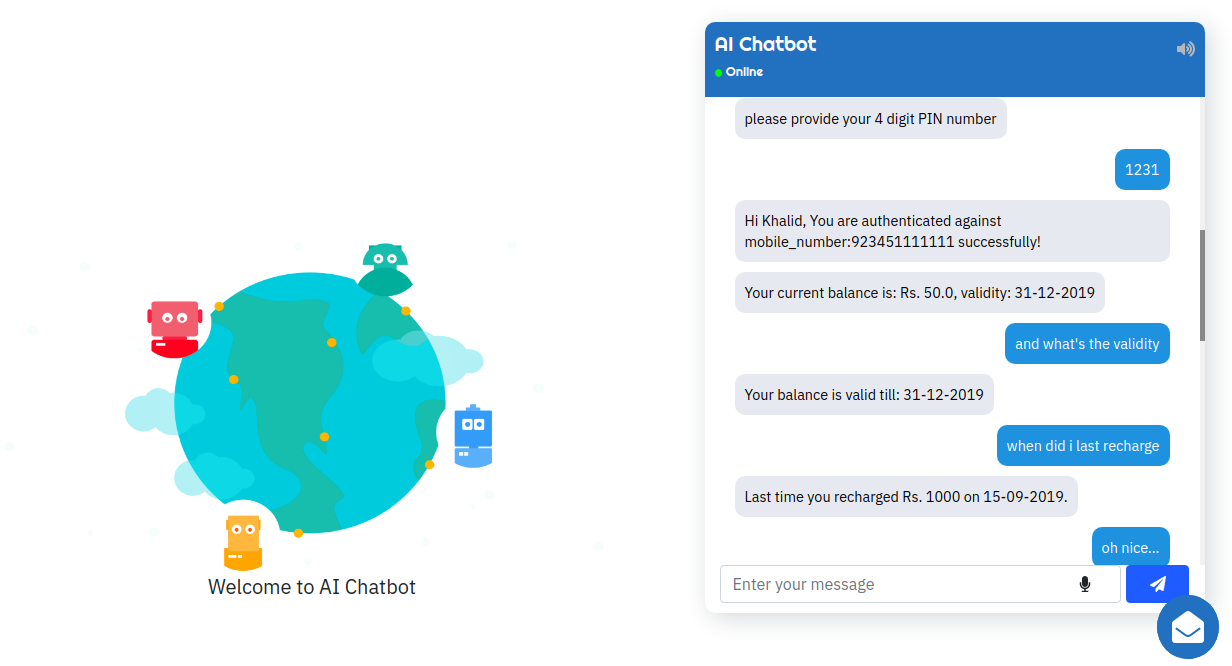 AI Chatbot
Online
please provide your 4 digit PIN number
1231
Hi Khalid, You are authenticated against
mobile_number:923451111111 successfully!
Your current balance is: Rs. 50.0, validity: 31-12-2019
and what's the validity
Your balance is valid till: 31-12-2019
when did i last recharge
Last time you recharged Rs. 1000 on 15-09-2019.
oh nice...
Enter your message
Welcome to AI Chatbot